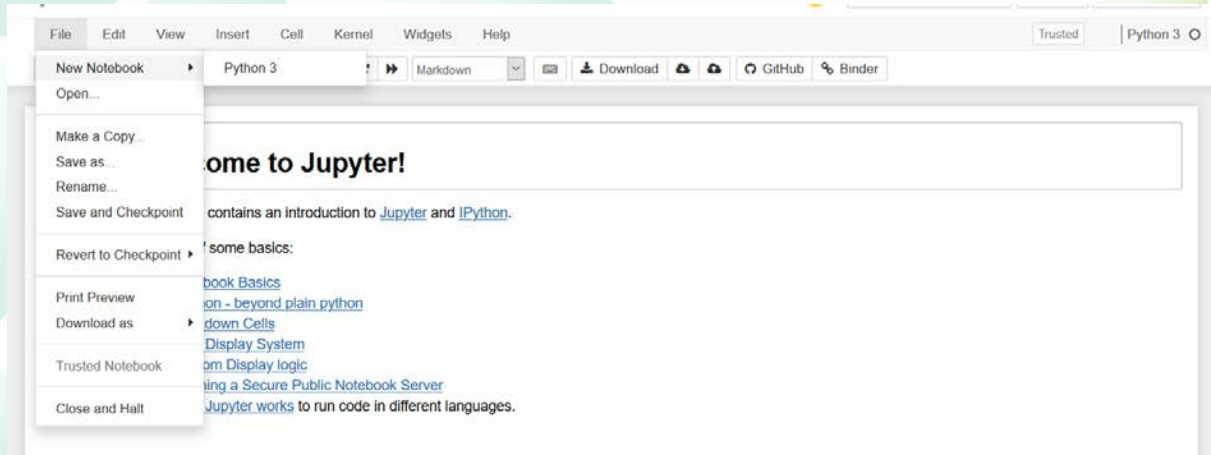 File Edit View Insert Cell Kernel Widgets Help Trusted Python 3
New Notebook Python 3 Markdown Download GitHub Binder
Open...
Make a Copy...
Save as...
ome to Jupyter!
Rename...
Save and Checkpoint contains an introduction to Jupyter and IPython.
Revert to Checkpoint some basics:
book Basics
Print Preview
on - beyond plain python
Download as down Cells
Display System
Trusted Notebook om Display logic
ing a Secure Public Notebook Server
Close and Halt Jupyter works to run code in different languages.